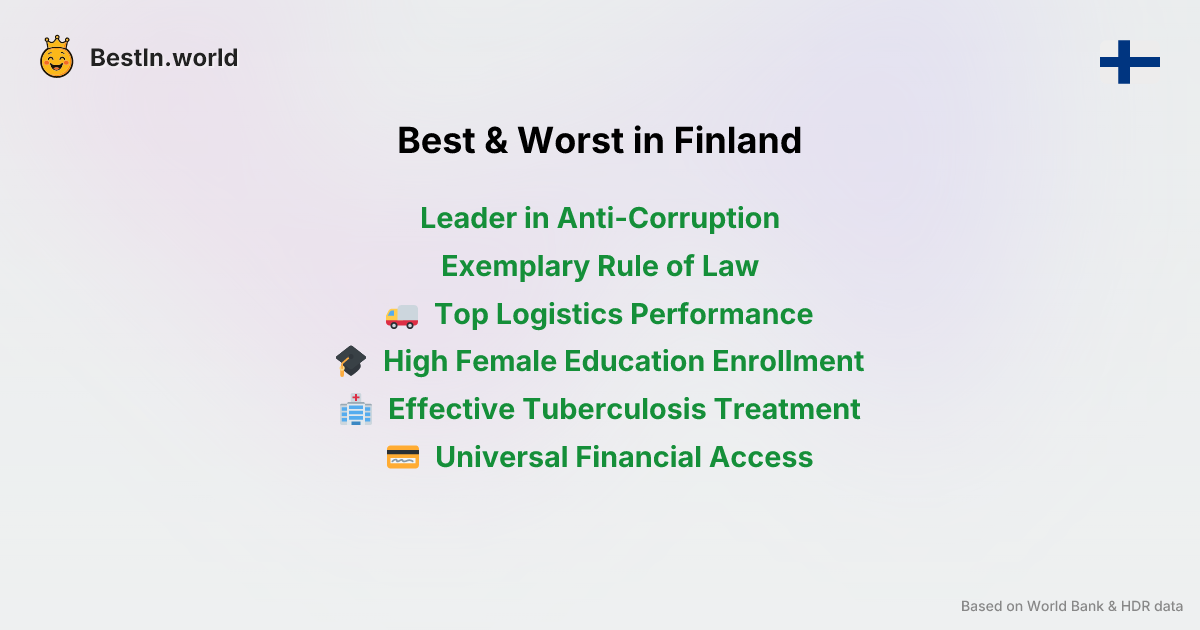 BestIn.world
Best & Worst in Finland
Leader in Anti-Corruption
Exemplary Rule of Law
Top Logistics Performance
High Female Education Enrollment
Effective Tuberculosis Treatment
Universal Financial Access
Based on World Bank & HDR data